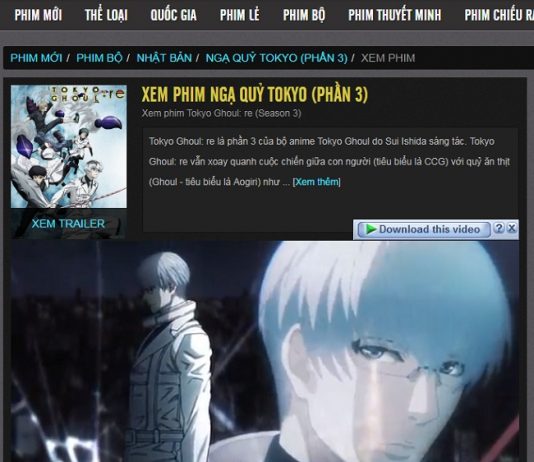 PHIM MỚI THỂ LOẠI QUỐC GIA PHIM LẺ PHIM BỘ PHIM THUYẾT MINH PHIM CHIẾU
PHIM MỚI / PHIM BỘ / NHẬT BẢN / NGẠ QUỶ TOKYO (PHẦN 3) / XEM PHIM
TOKYO
GHOUL:re
XEM TRAILER
XEM PHIM NGẠ QUỶ TOKYO (PHẦN 3)
Xem phim Tokyo Ghoul: re (Season 3)
Tokyo Ghoul: re là phần 3 của bộ anime Tokyo Ghoul do Sui Ishida sáng tác. Tokyo
Ghoul: re vẫn xoay quanh cuộc chiến giữa con người (tiêu biểu là CCG) với quỷ ăn thịt
(Ghoul - tiêu biểu là Aogiri) như ... [Xem thêm]
Download this video ? X